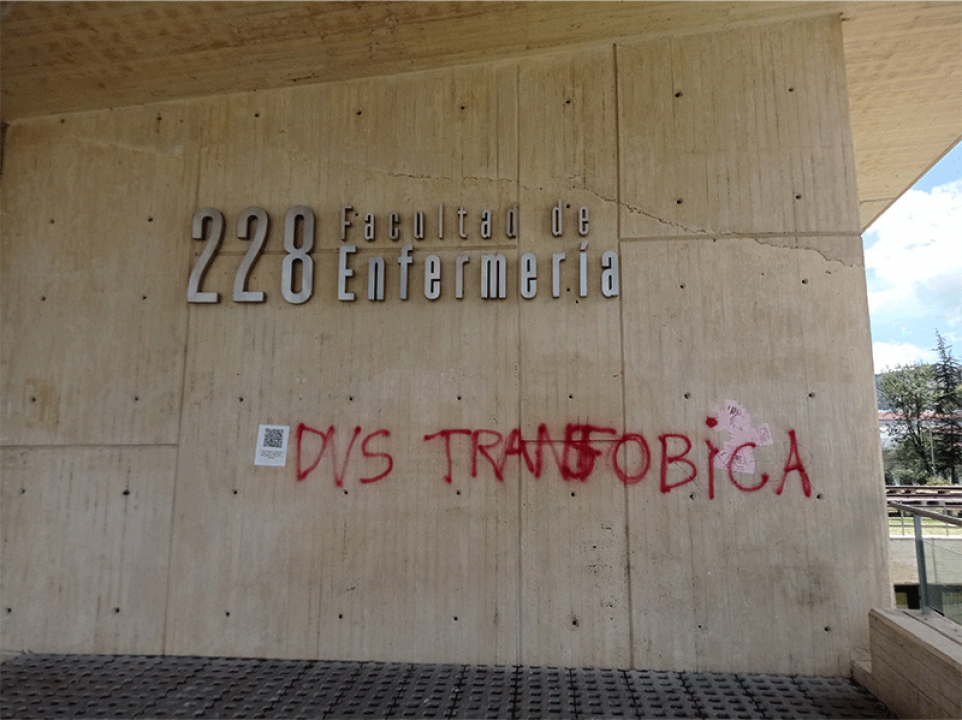 228 Facultad de
Enfermería
DVS TRANSFOBiCA